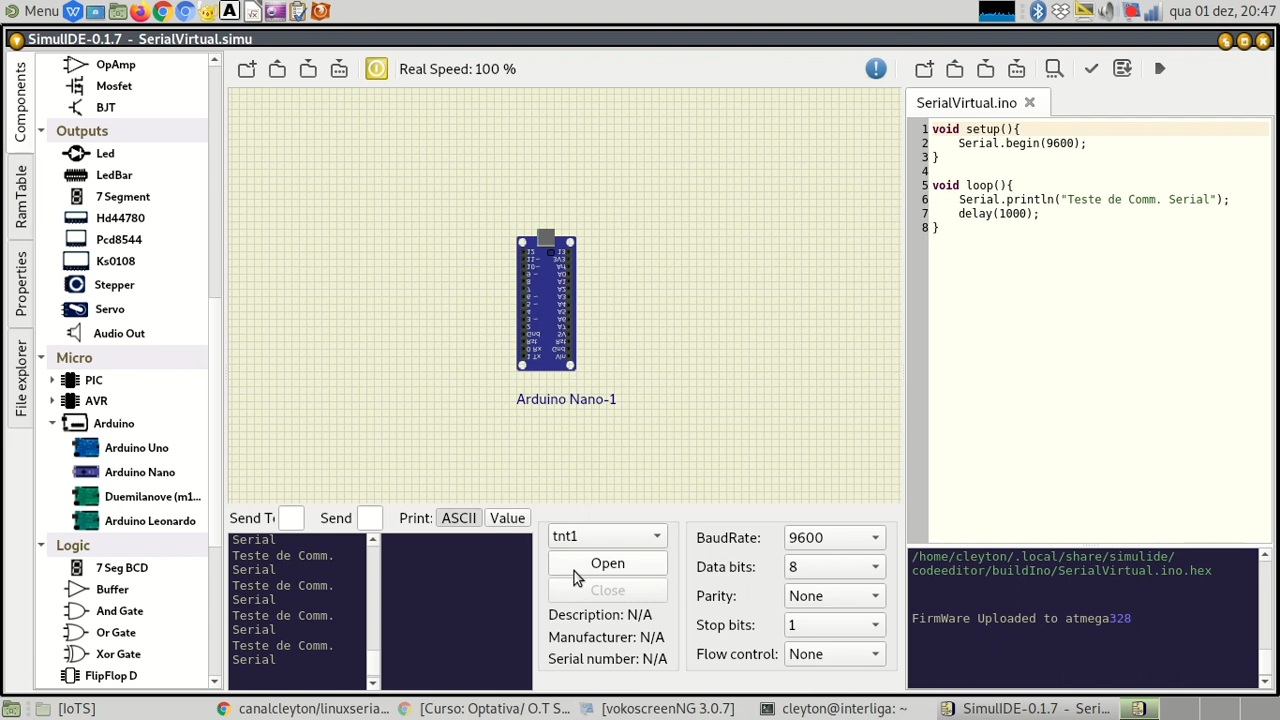 Menu
qua 01 dez, 20:47
SimulIDE-0.1.7 - SerialVirtual.simu
Components
RamTable
Properties
File explorer
OpAmp
Mosfet
BJT
Outputs
Led
LedBar
7 Segment
Hd44780
Pcd8544
Ks0108
Stepper
Servo
Audio Out
Micro
PIC
AVR
Arduino
Arduino Uno
Arduino Nano
Duemilanove (m1...
Arduino Leonardo
Logic
7 Seg BCD
Buffer
And Gate
Or Gate
Xor Gate
FlipFlop D
Real Speed: 100 %
Arduino Nano-1
SerialVirtual.ino
1 void setup(){
2 Serial.begin(9600);
3 }
4
5 void loop(){
6 Serial.println("Teste de Comm. Serial");
7 delay(1000);
8 }
Send T
Send
Print:
ASCII
Value
Serial
Teste de Comm.
Serial
Teste de Comm.
Serial
Teste de Comm.
Serial
Teste de Comm.
Serial
tnt1
Open
Close
Description: N/A
Manufacturer: N/A
Serial number: N/A
BaudRate: 9600
Data bits: 8
Parity: None
Stop bits: 1
Flow control: None
/home/cleyton/.local/share/simulide/
codeeditor/buildIno/SerialVirtual.ino.hex
FirmWare Uploaded to atmega328
[IoTS]
canalcleyton/linuxseria...
[Curso: Optativa/ O.T S...
[vokoscreenNG 3.0.7]
cleyton@interliga: ~
SimulIDE-0.1.7 - Seri...